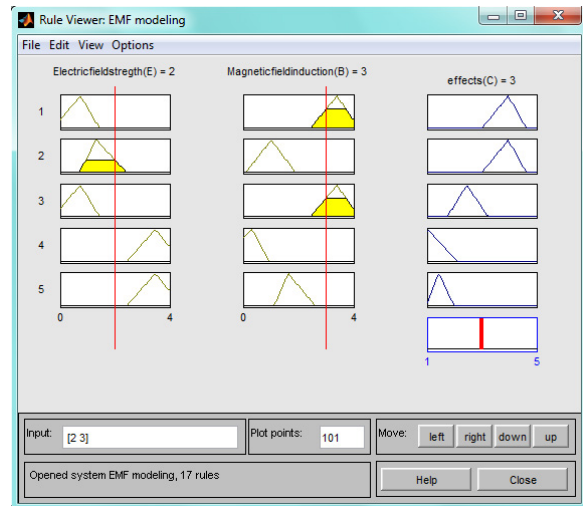 Rule Viewer: EMF modeling
File Edit View Options
Electricfieldstregth(E) = 2
Magneticfieldinduction(B) = 3
effects(C) = 3
1
2
3
4
5
0 4
0 4
1 5
Input: [2 3]
Plot points: 101
Move: left right down up
Opened system EMF modeling, 17 rules
Help Close